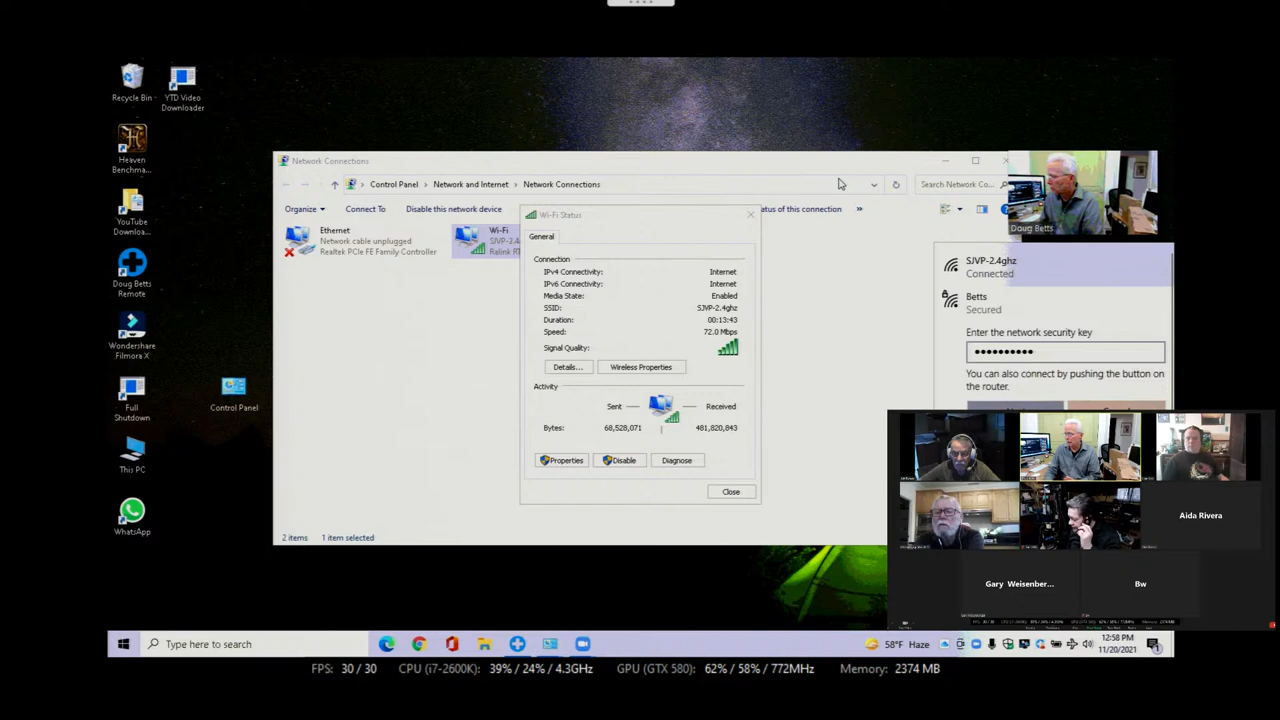 Recycle Bin
YTD Video
Downloader
Heaven
Benchmar...
YouTube
Downloa...
Doug Betts
Remote
Wondershare
Filmora X
Full
Shutdown
Control Panel
This PC
WhatsApp
Network Connections
Control Panel > Network and Internet > Network Connections
Search Network Co...
Organize
Connect To
Disable this network device
atus of this connection
»
Ethernet
Network cable unplugged
Realtek PCIe FE Family Controller
Wi-Fi
SJVP-2.4
Ralink RT
Wi-Fi Status
General
Connection
IPv4 Connectivity: Internet
IPv6 Connectivity: Internet
Media State: Enabled
SSID: SJVP-2.4ghz
Duration: 00:13:43
Speed: 72.0 Mbps
Signal Quality:
Details...
Wireless Properties
Activity
Sent
Received
Bytes: 68,528,071 481,820,843
Properties
Disable
Diagnose
Close
2 items
1 item selected
Doug Betts
SJVP-2.4ghz
Connected
Betts
Secured
Enter the network security key
●●●●●●●●●●
You can also connect by pushing the button on
the router.
Aida Rivera
Gary Weisenber...
Bw
Type here to search
58°F Haze
12:58 PM
11/20/2021
FPS: 30 / 30 CPU (i7-2600K) 39% / 24% / 4.3GHz GPU (GTX 580) 62% / 58% / 772MHz Memory: 2374 MB